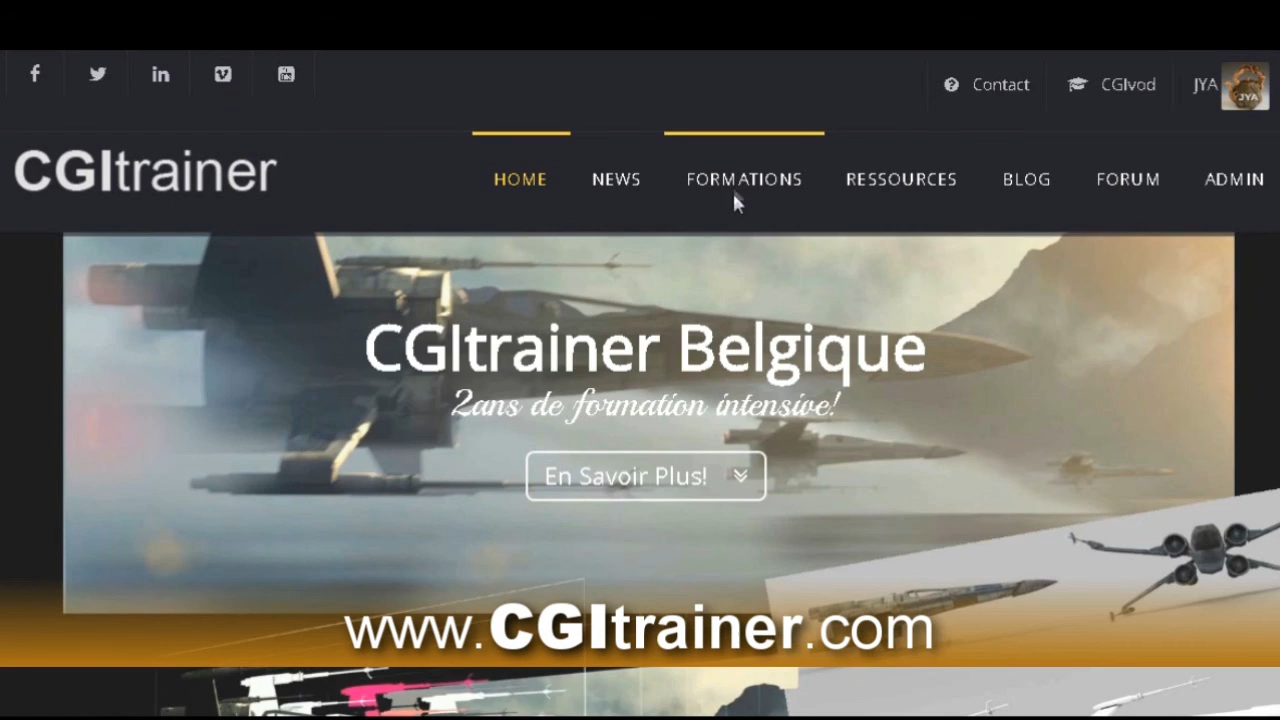 Contact
CGIvod
JYA
JYA
CGItrainer
HOME
NEWS
FORMATIONS
RESSOURCES
BLOG
FORUM
ADMIN
CGItrainer Belgique
2ans de formation intensive!
En Savoir Plus!
www.CGItrainer.com